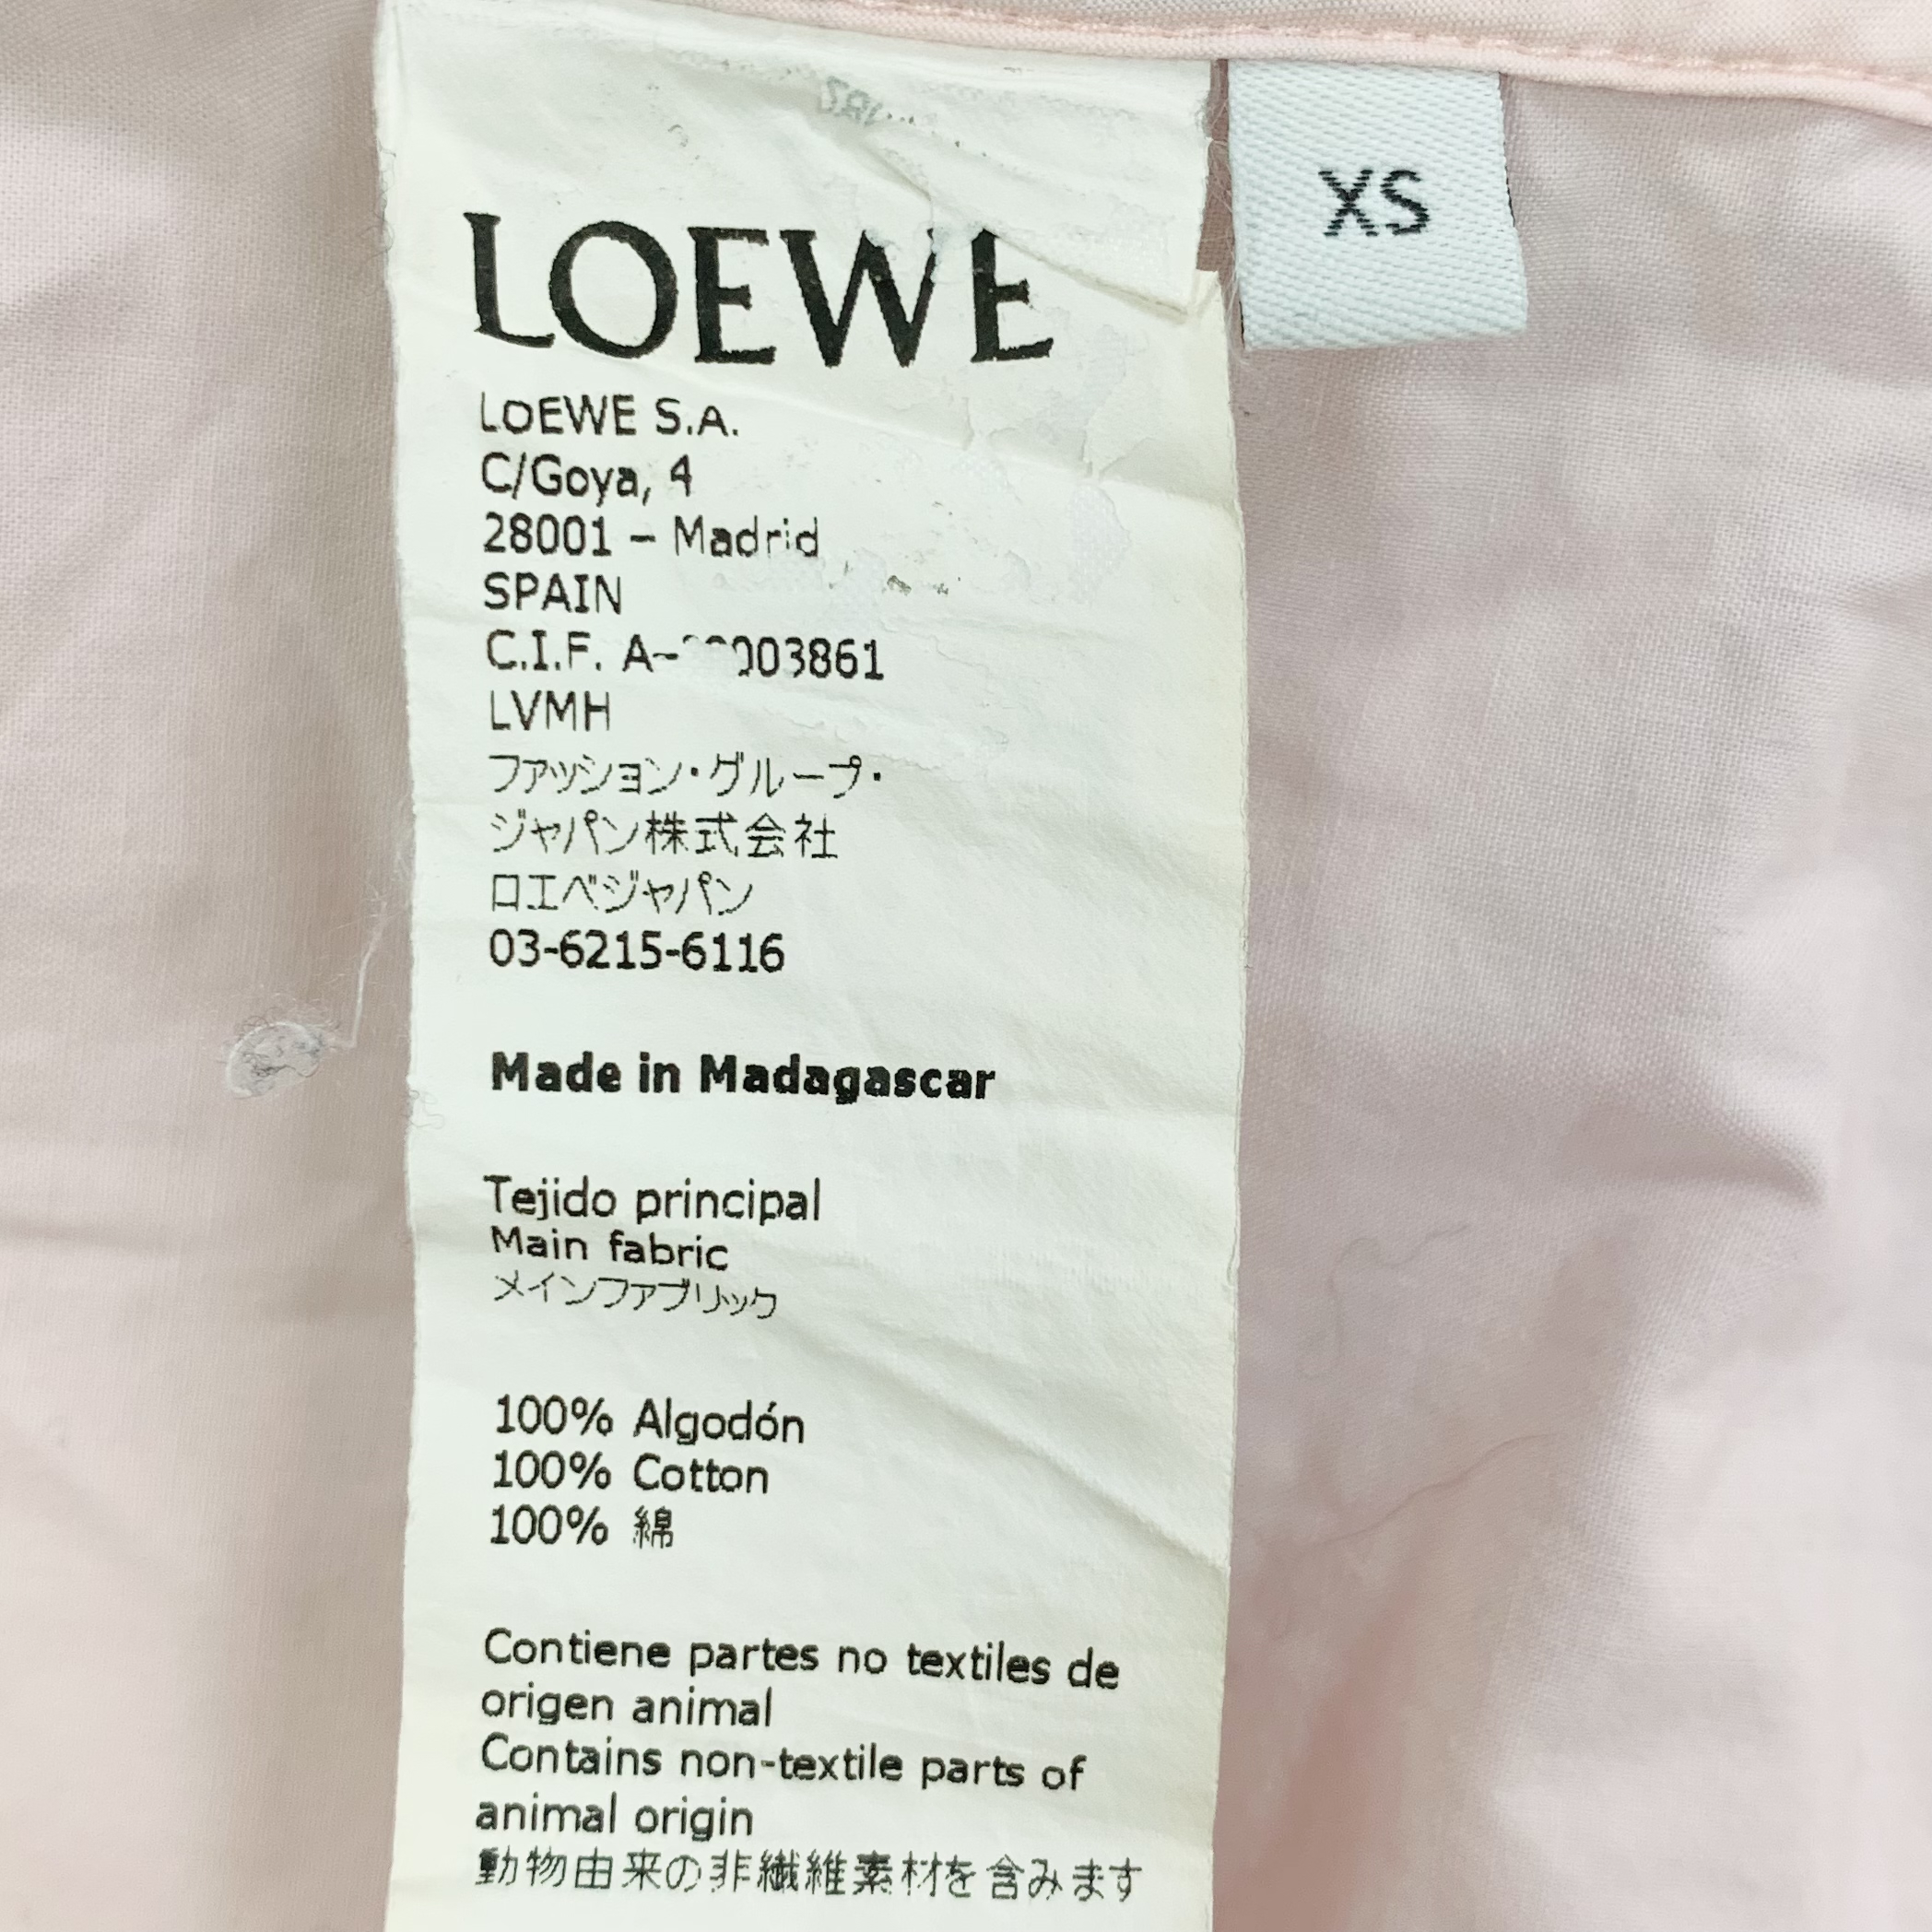 XS
LOEWE
LOEWE S.A.
C/Goya, 4
28001 – Madrid
SPAIN
C.I.F.
LVMH
ファッション・グループ・
ジャパン株式会社
ロエベジャパン
03-6215-6116
Made in Madagascar
Tejido principal
Main fabric
メインファブリック
100% Algodón
100% Cotton
100% 綿
Contiene partes no textiles de
origen animal
Contains non-textile parts of
animal origin
動物由来の非繊維素材を含みます